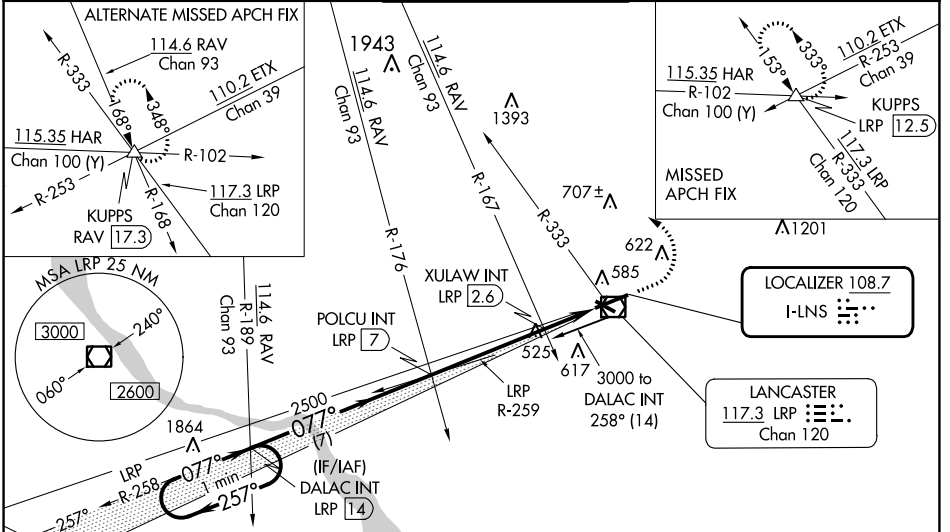 ALTERNATE MISSED APCH FIX
114.6 RAV
Chan 93
R-333
110.2 ETX
Chan 39
168°
348°
115.35 HAR
Chan 100 (Y)
R-102
R-253
117.3 LRP
Chan 120
KUPPS
RAV 17.3
R-168
1943
114.6 RAV
Chan 93
114.6 RAV
Chan 93
1393
R-333
R-167
R-176
707±
622
585
1201
110.2 ETX
R-253
Chan 39
153°
333°
115.35 HAR
R-102
Chan 100 (Y)
KUPPS
LRP 12.5
117.3 LRP
R-333
Chan 120
MISSED
APCH FIX
MSA LRP 25 NM
3000
240°
060°
2600
114.6 RAV
R-189
Chan 93
XULAW INT
LRP 2.6
POLCU INT
LRP 7
525
617
LRP
R-259
3000 to
DALAC INT
258° (14)
LOCALIZER 108.7
I-LNS
LANCASTER
117.3 LRP
Chan 120
2500
077°
(7)
1864
(IF/IAF)
DALAC INT
LRP 14
077°
1 min
257°
LRP
R-258
257°